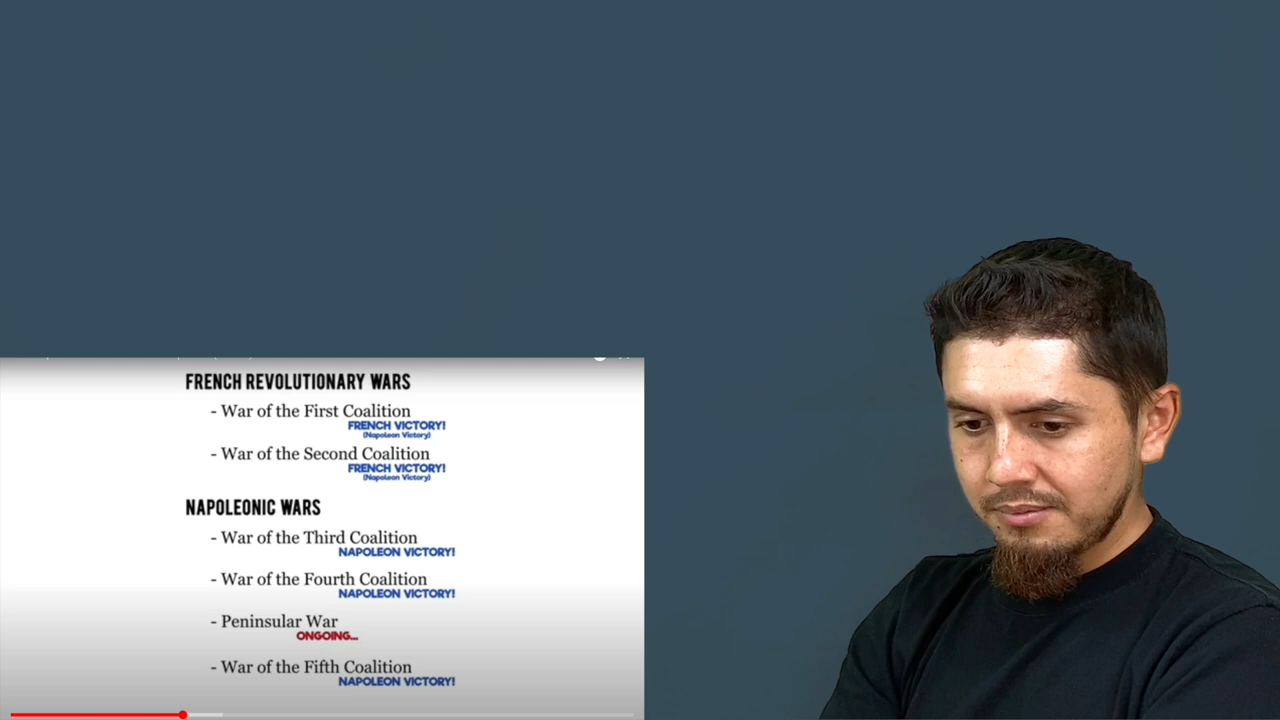 FRENCH REVOLUTIONARY WARS
- War of the First Coalition
FRENCH VICTORY!
(Napoleon Victory)
- War of the Second Coalition
FRENCH VICTORY!
(Napoleon Victory)
NAPOLEONIC WARS
- War of the Third Coalition
NAPOLEON VICTORY!
- War of the Fourth Coalition
NAPOLEON VICTORY!
- Peninsular War
ONGOING...
- War of the Fifth Coalition
NAPOLEON VICTORY!